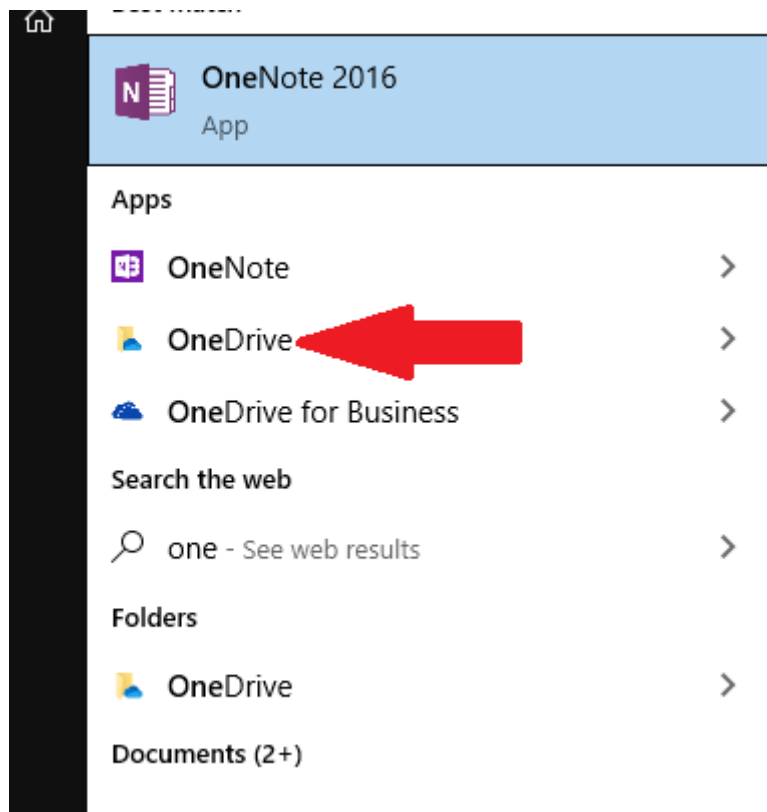 OneNote 2016
App
Apps
OneNote
OneDrive
OneDrive for Business
Search the web
one - See web results
Folders
OneDrive
Documents (2+)